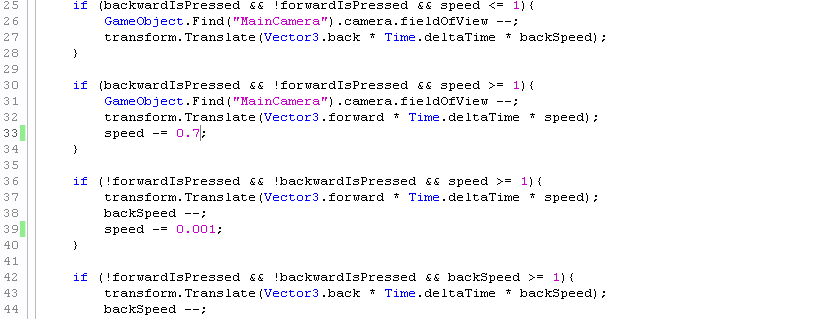 25 if (backwardIsPressed && !forwardIsPressed && speed <= 1){
26 GameObject.Find("MainCamera").camera.fieldOfView --;
27 transform.Translate(Vector3.back * Time.deltaTime * backSpeed);
28 }
29
30 if (backwardIsPressed && !forwardIsPressed && speed >= 1){
31 GameObject.Find("MainCamera").camera.fieldOfView --;
32 transform.Translate(Vector3.forward * Time.deltaTime * speed);
33 speed -= 0.7;
34 }
35
36 if (!forwardIsPressed && !backwardIsPressed && speed >= 1){
37 transform.Translate(Vector3.forward * Time.deltaTime * speed);
38 backSpeed --;
39 speed -= 0.001;
40 }
41
42 if (!forwardIsPressed && !backwardIsPressed && backSpeed >= 1){
43 transform.Translate(Vector3.back * Time.deltaTime * backSpeed);
44 backSpeed --;